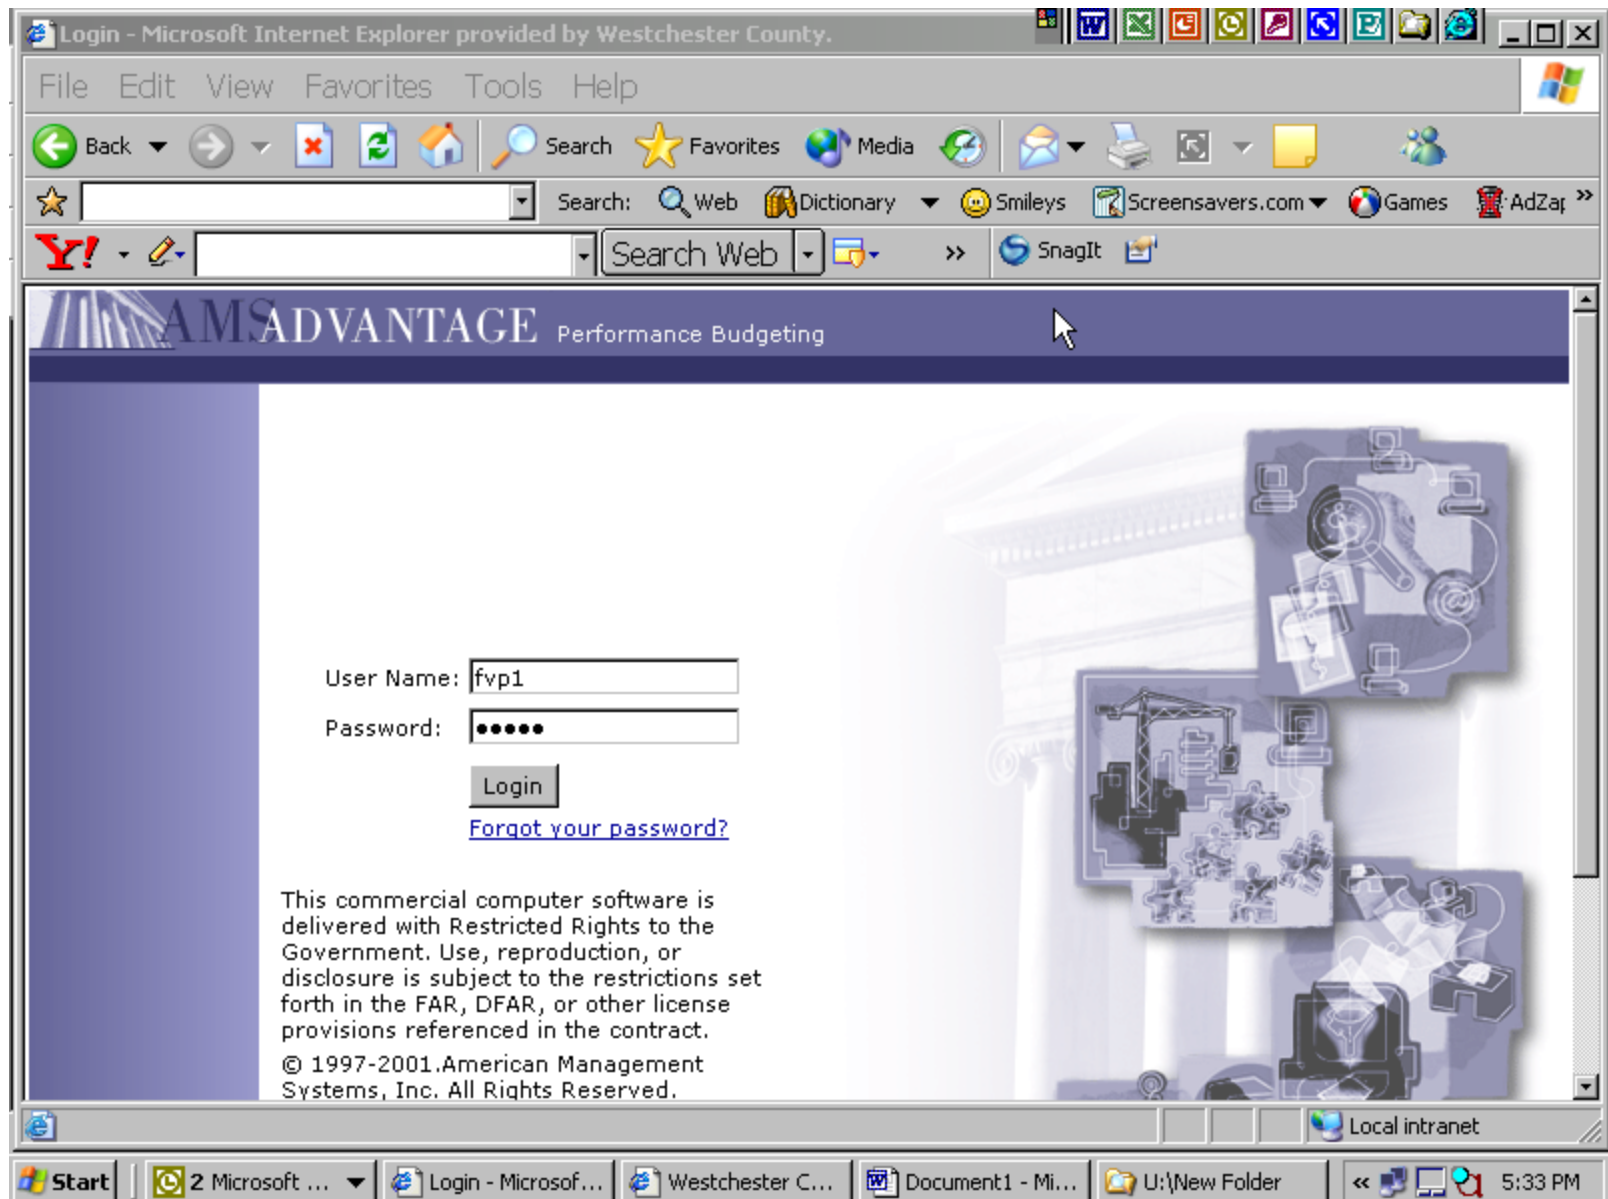 Login - Microsoft Internet Explorer provided by Westchester County.
File Edit View Favorites Tools Help
Back Search Favorites Media
Search: Web Dictionary Smileys Screensavers.com Games AdZap »
Y! Search Web » SnagIt
AMSADVANTAGE Performance Budgeting
User Name: fvp1
Password: •••••
Login
Forgot your password?
This commercial computer software is
delivered with Restricted Rights to the
Government. Use, reproduction, or
disclosure is subject to the restrictions set
forth in the FAR, DFAR, or other license
provisions referenced in the contract.
© 1997-2001.American Management
Systems, Inc. All Rights Reserved.
Local intranet
Start 2 Microsoft ... Login - Microsof... Westchester C... Document1 - Mi... U:\New Folder « 5:33 PM